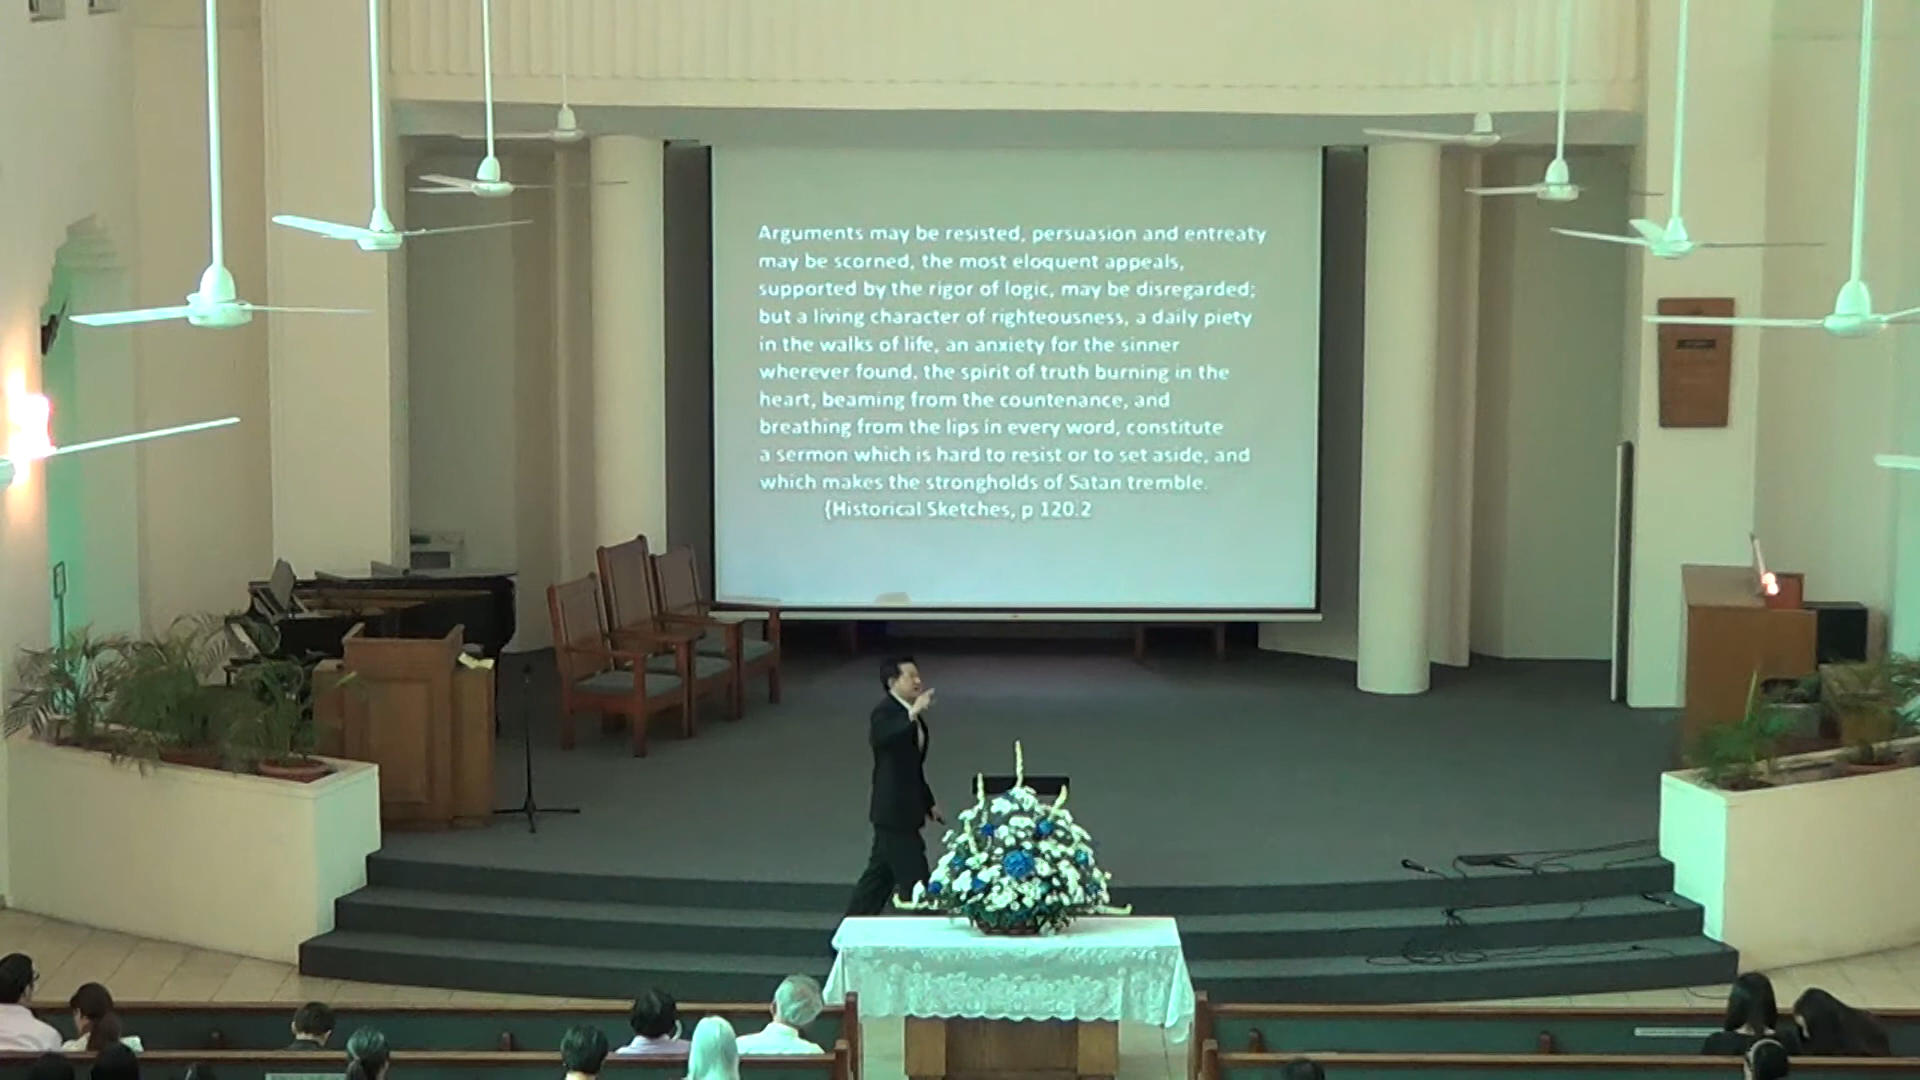 Arguments may be resisted, persuasion and entreaty
may be scorned, the most eloquent appeals,
supported by the rigor of logic, may be disregarded;
but a living character of righteousness, a daily piety
in the walks of life, an anxiety for the sinner
wherever found, the spirit of truth burning in the
heart, beaming from the countenance, and
breathing from the lips in every word, constitute
a sermon which is hard to resist or to set aside, and
which makes the strongholds of Satan tremble.
{Historical Sketches, p 120.2